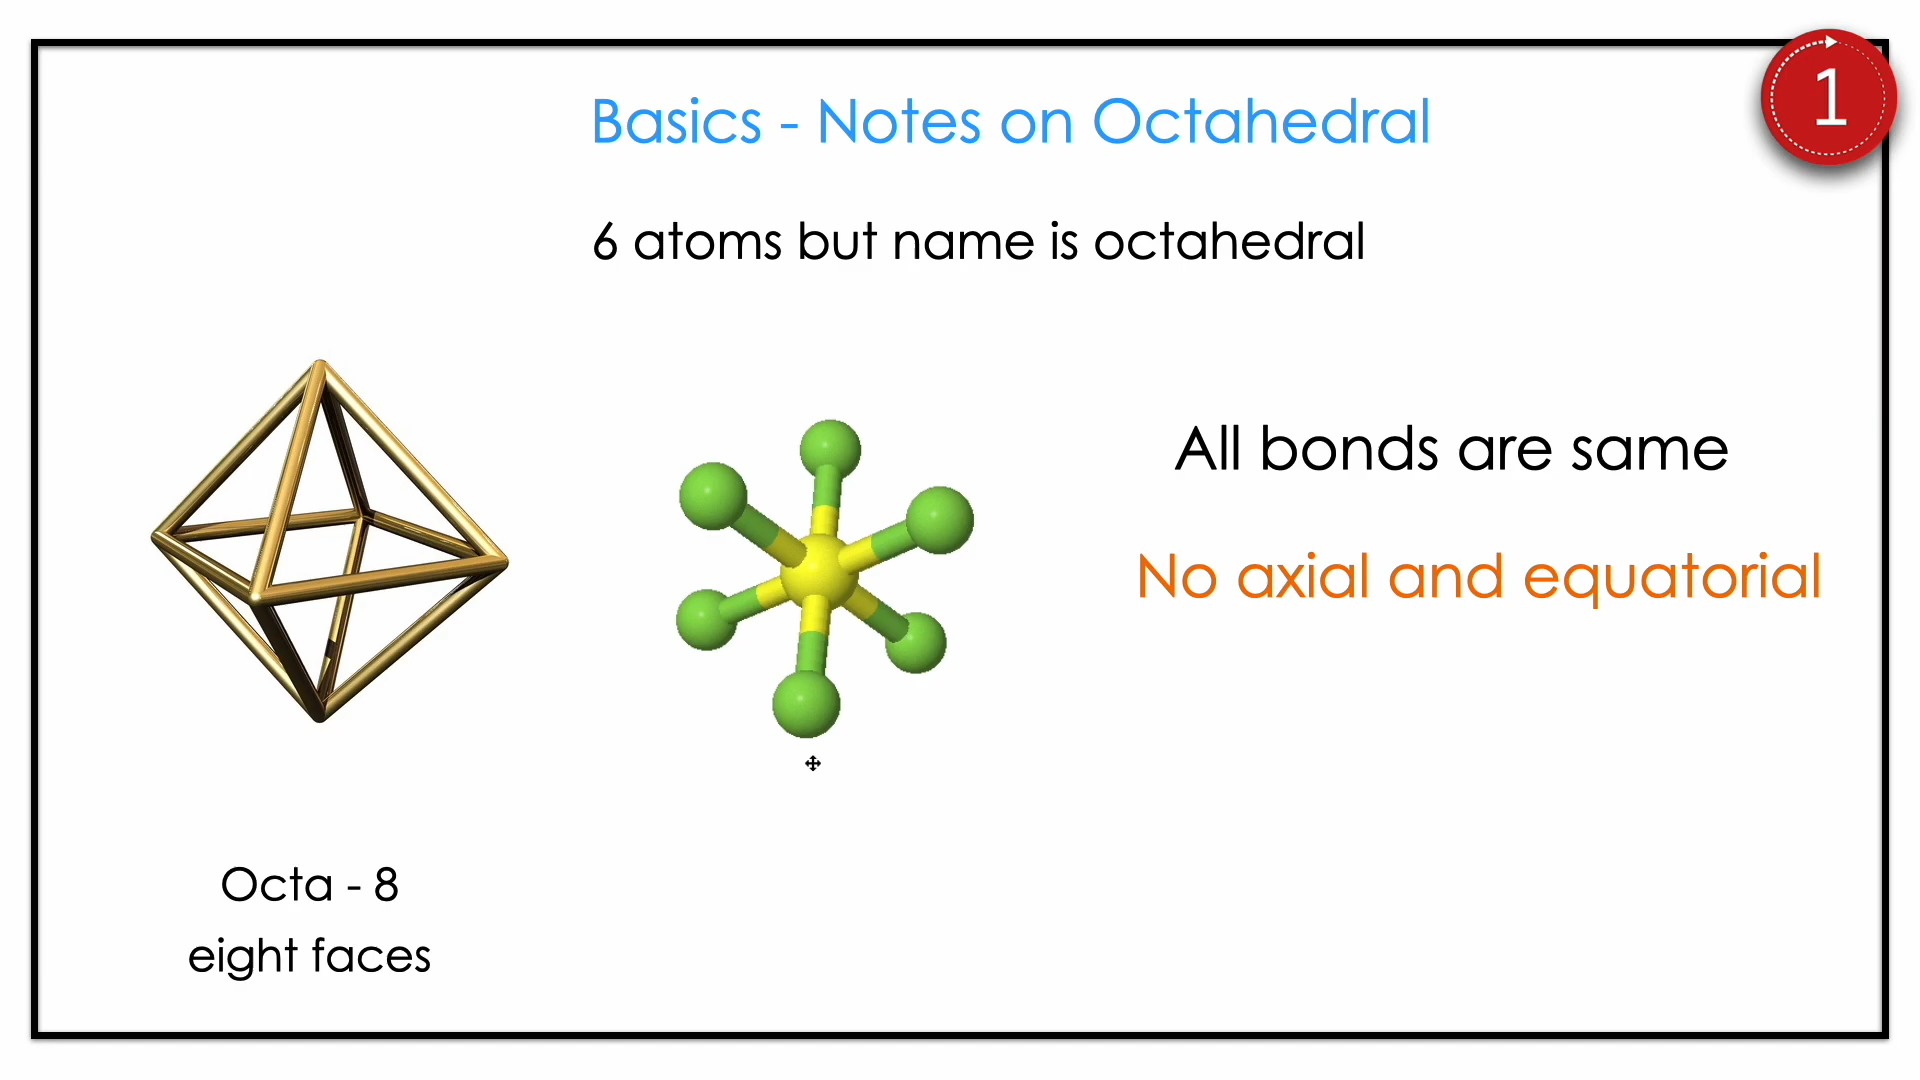 Basics - Notes on Octahedral
1
6 atoms but name is octahedral
All bonds are same
No axial and equatorial
Octa - 8
eight faces